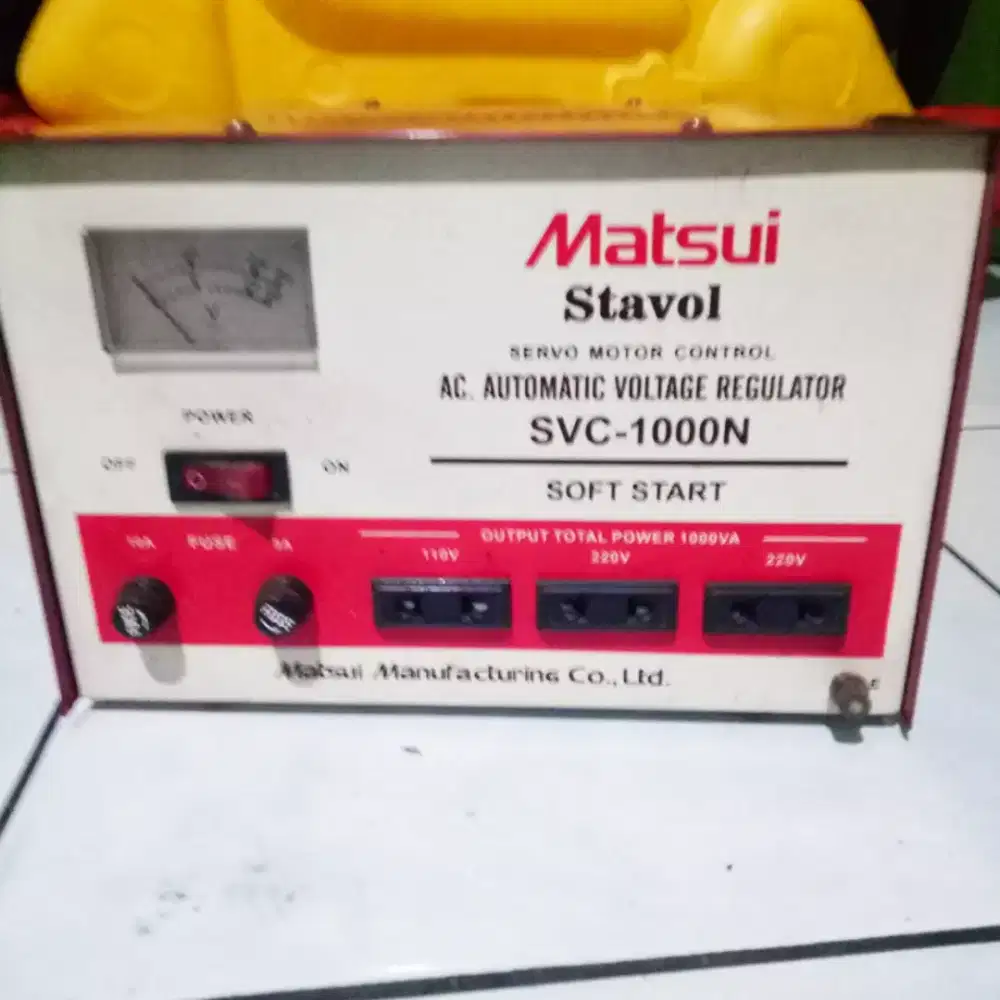 Matsui
Stavol
SERVO MOTOR CONTROL
AC. AUTOMATIC VOLTAGE REGULATOR
SVC-1000N
SOFT START
V
POWER
OFF
ON
10A FUSE
OUTPUT TOTAL POWER 1000VA
110V 220V 220V
Matsui Manufacturing Co., Ltd.
E